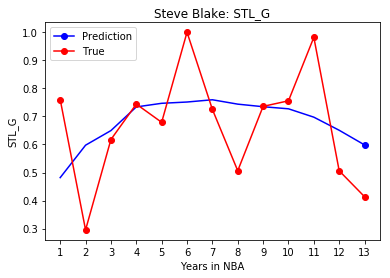 Steve Blake: STL_G
Prediction
True
1.0
0.9
0.8
0.7
0.6
0.5
0.4
0.3
STL_G
1 2 3 4 5 6 7 8 9 10 11 12 13
Years in NBA